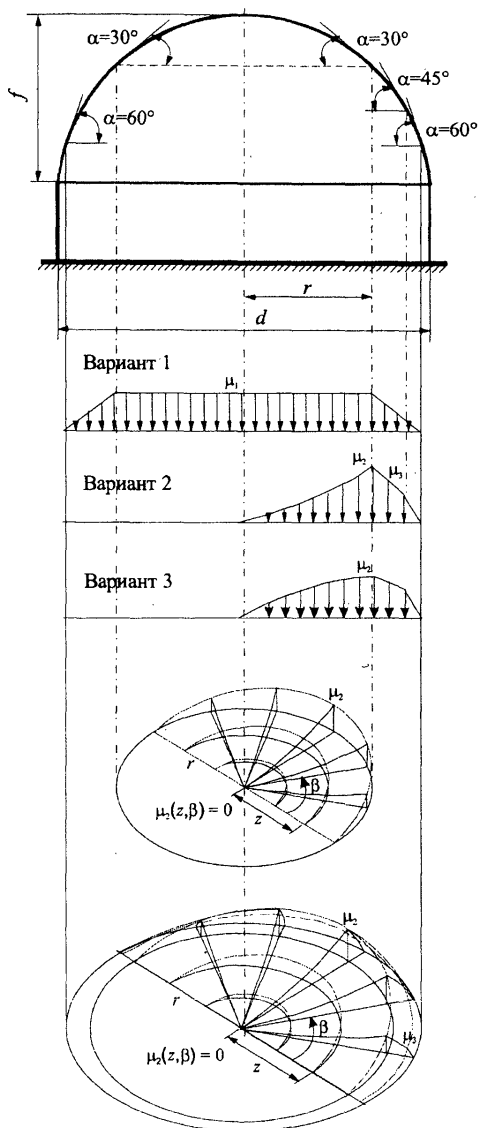 α=30°
α=30°
f
α=45°
α=60°
α=60°
r
d
Вариант 1
μ₁
Вариант 2
μ₂
μ₃
Вариант 3
μ₂
μ₂
r
β
μ₂(z,β) = 0
z
μ₂
r
β
μ₃
μ₂(z,β) = 0
z